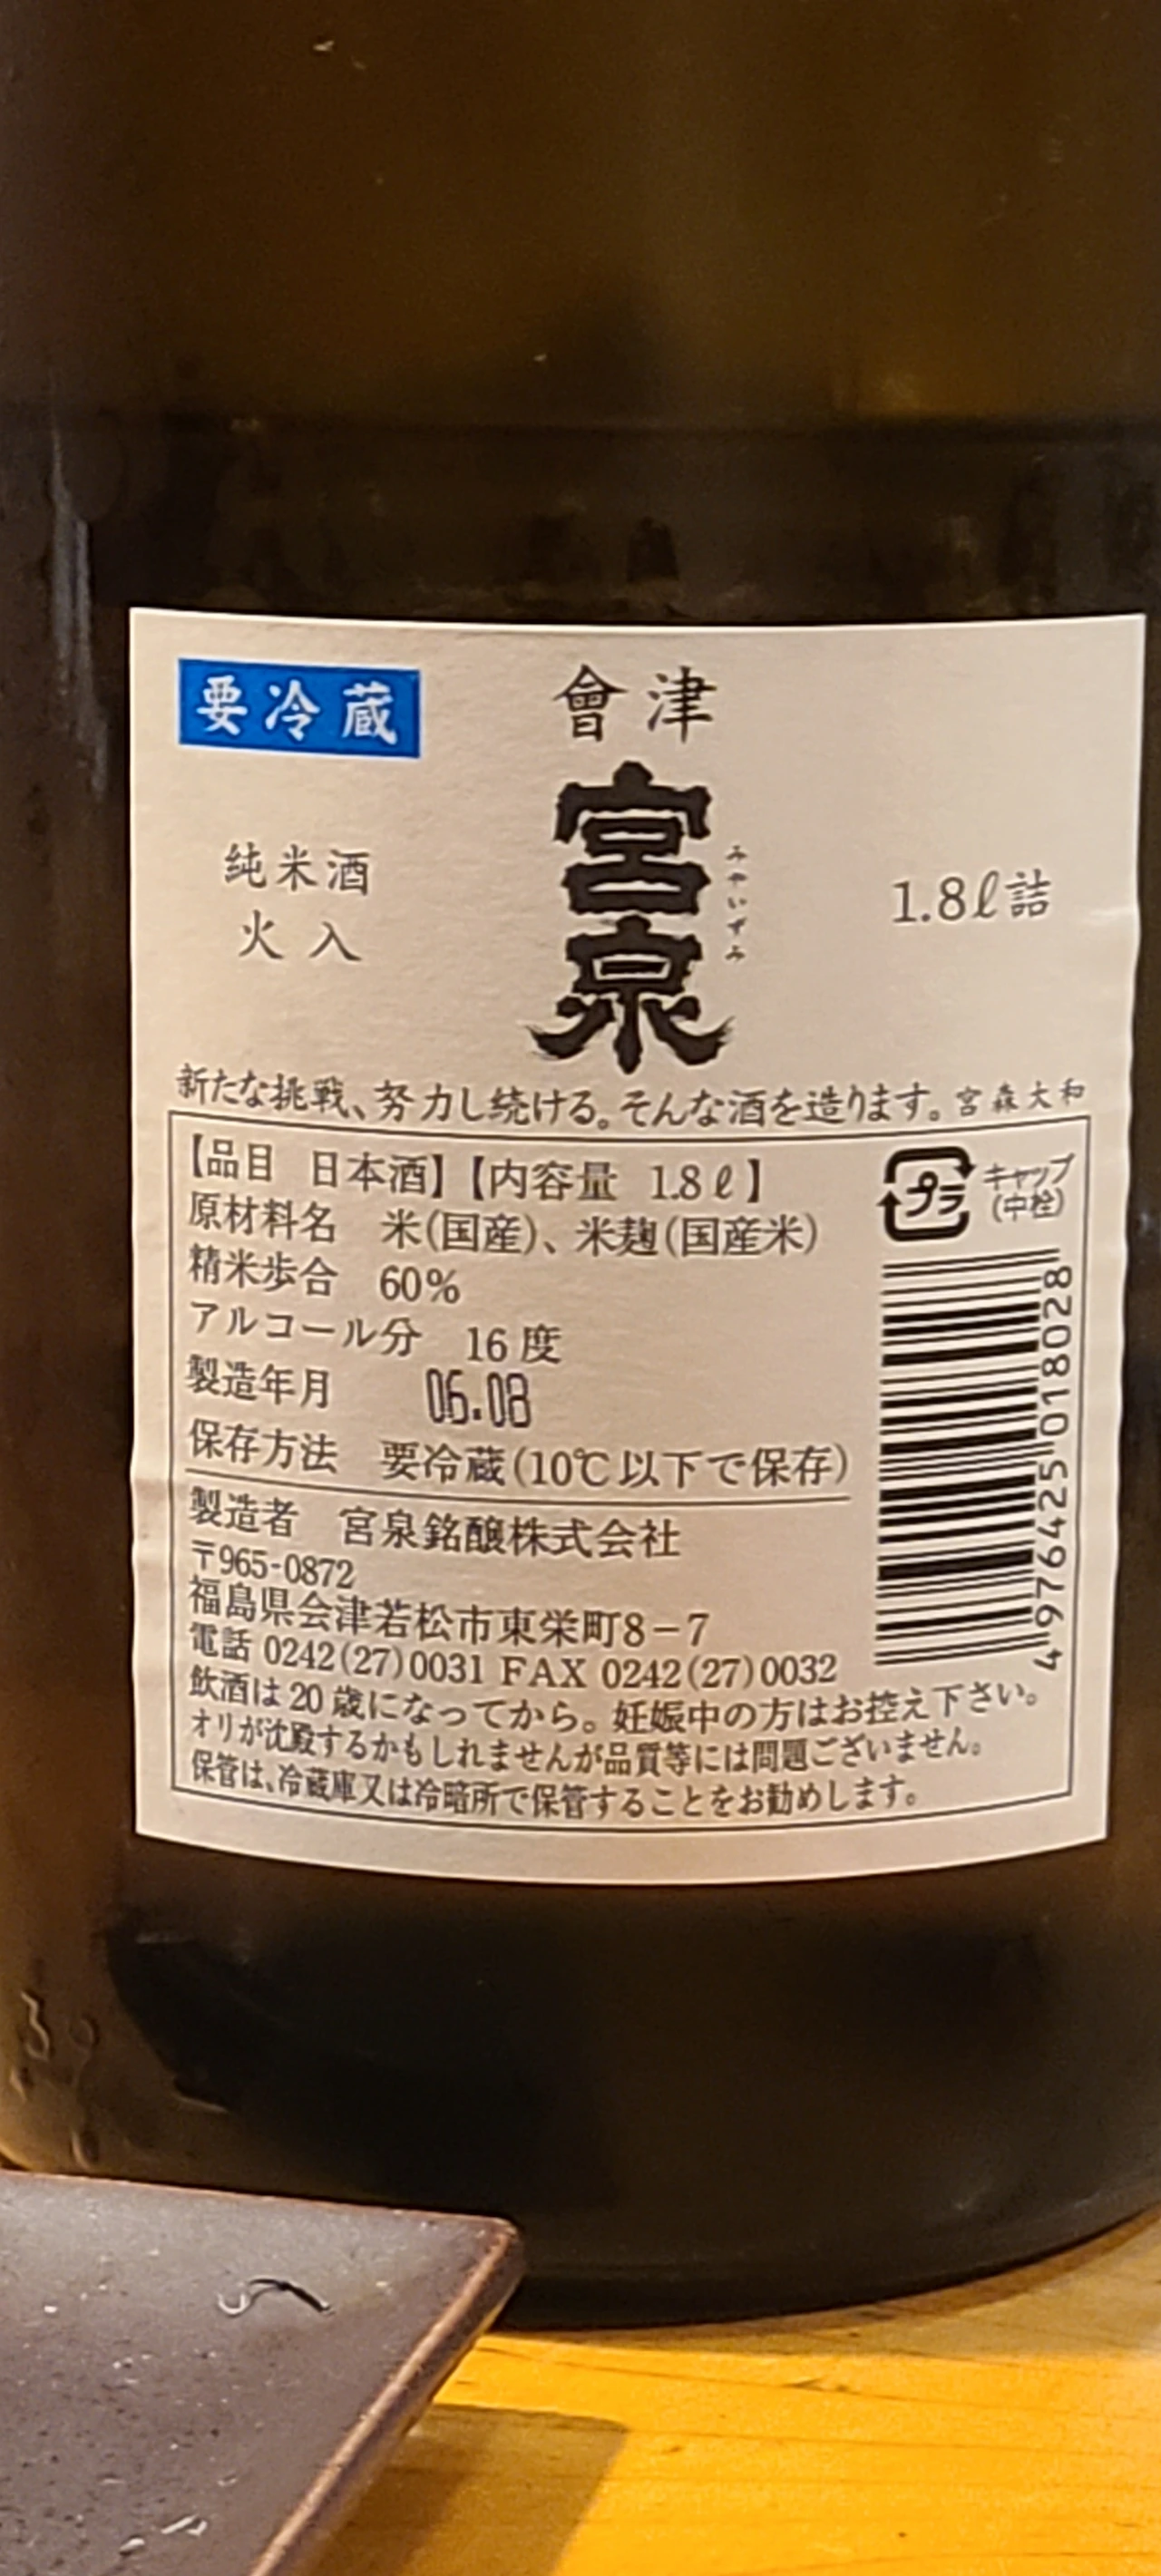 要冷蔵
會津
宮泉
みやいずみ
純米酒
火入
1.8ℓ詰
新たな挑戦、努力し続ける。そんな酒を造ります。宮森大和
【品目 日本酒】【内容量 1.8ℓ】
原材料名 米(国産)、米麹(国産米)
精米歩合 60%
アルコール分 16度
製造年月 06.08
保存方法 要冷蔵(10℃以下で保存)
プラ
キャップ
(中栓)
4976425018028
製造者 宮泉銘醸株式会社
〒965-0872
福島県会津若松市東栄町8−7
電話 0242(27)0031 FAX 0242(27)0032
飲酒は20歳になってから。妊娠中の方はお控え下さい。
オリが沈殿するかもしれませんが品質等には問題ございません。
保管は、冷蔵庫又は冷暗所で保管することをお勧めします。